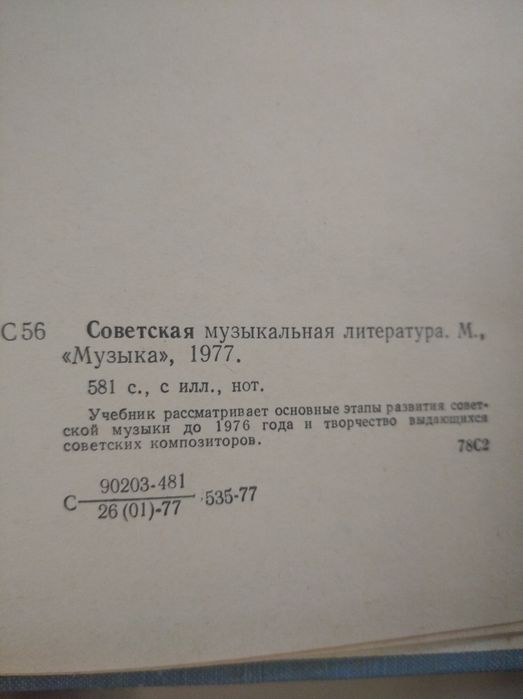 С56 Советская музыкальная литература. М.,
«Музыка», 1977.
581 с., с илл., нот.
Учебник рассматривает основные этапы развития совет-
ской музыки до 1976 года и творчество выдающихся
советских композиторов.
78С2
90203-481
С 535-77
26 (01)-77